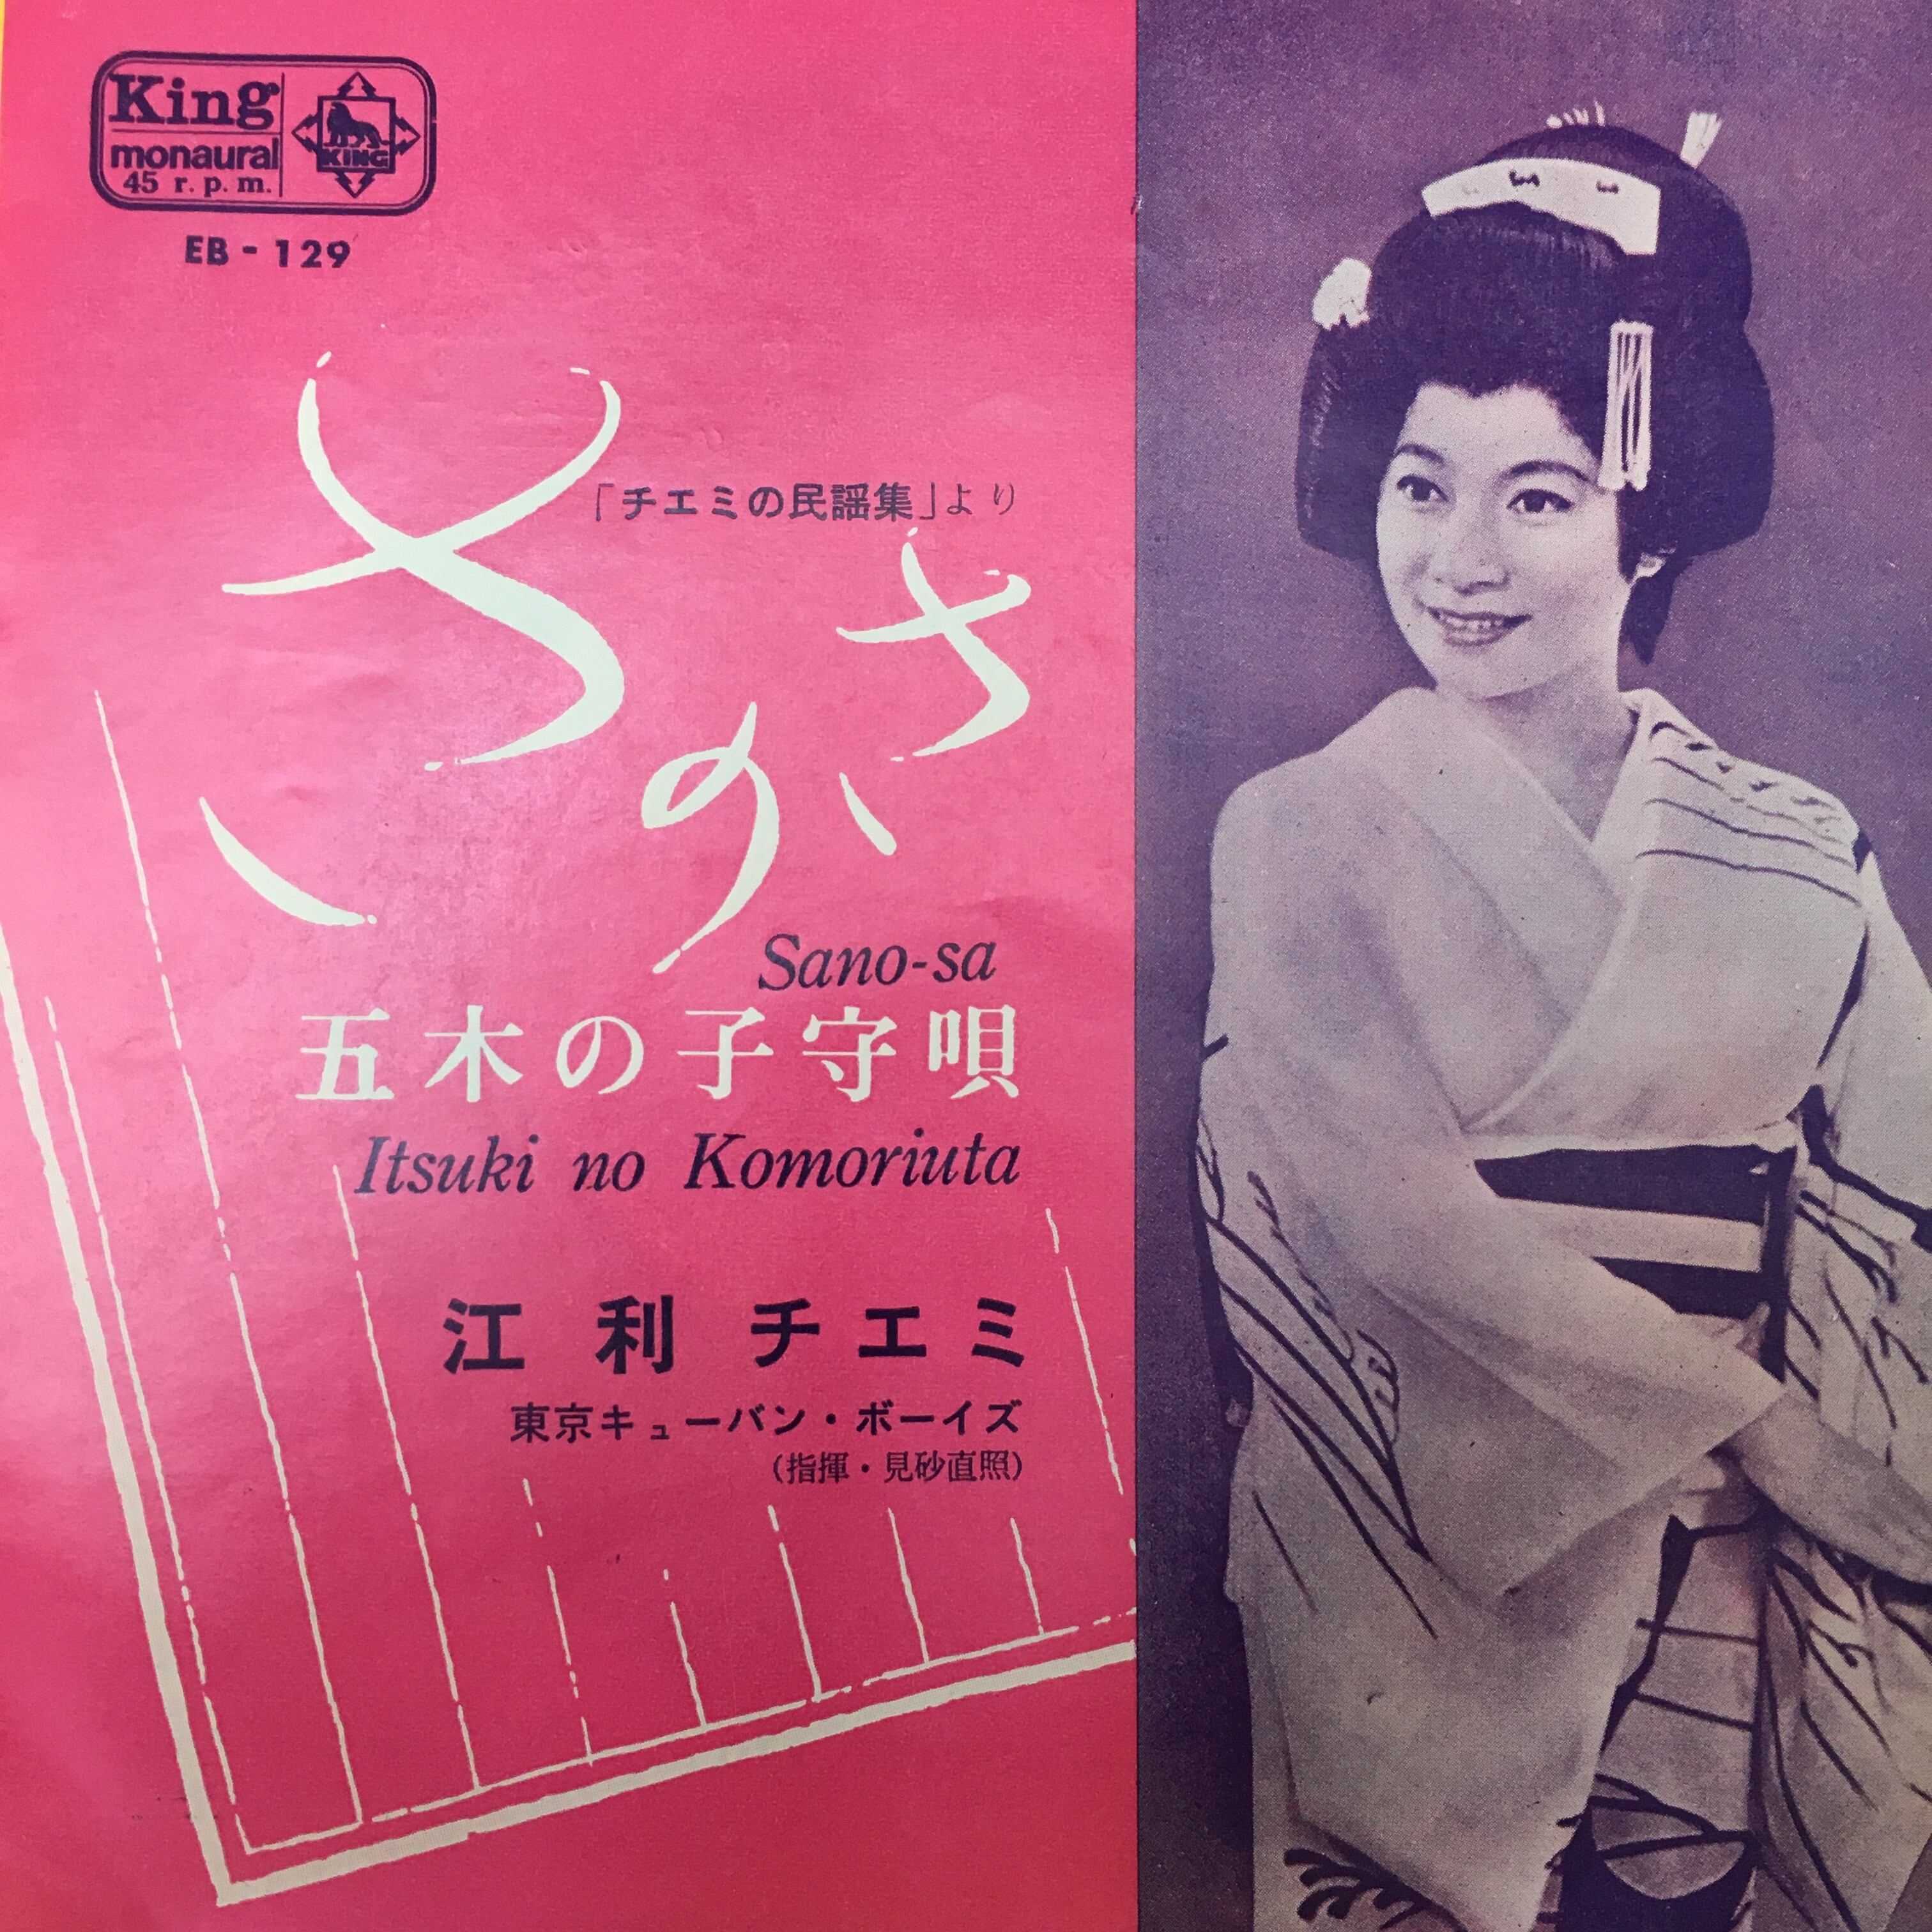 King
monaural
45 r.p.m.
KING
EB-129
「チエミの民謡集」より
さのさ
Sano-sa
五木の子守唄
Itsuki no Komoriuta
江利チエミ
東京キューバン・ボーイズ
(指揮・見砂直照)